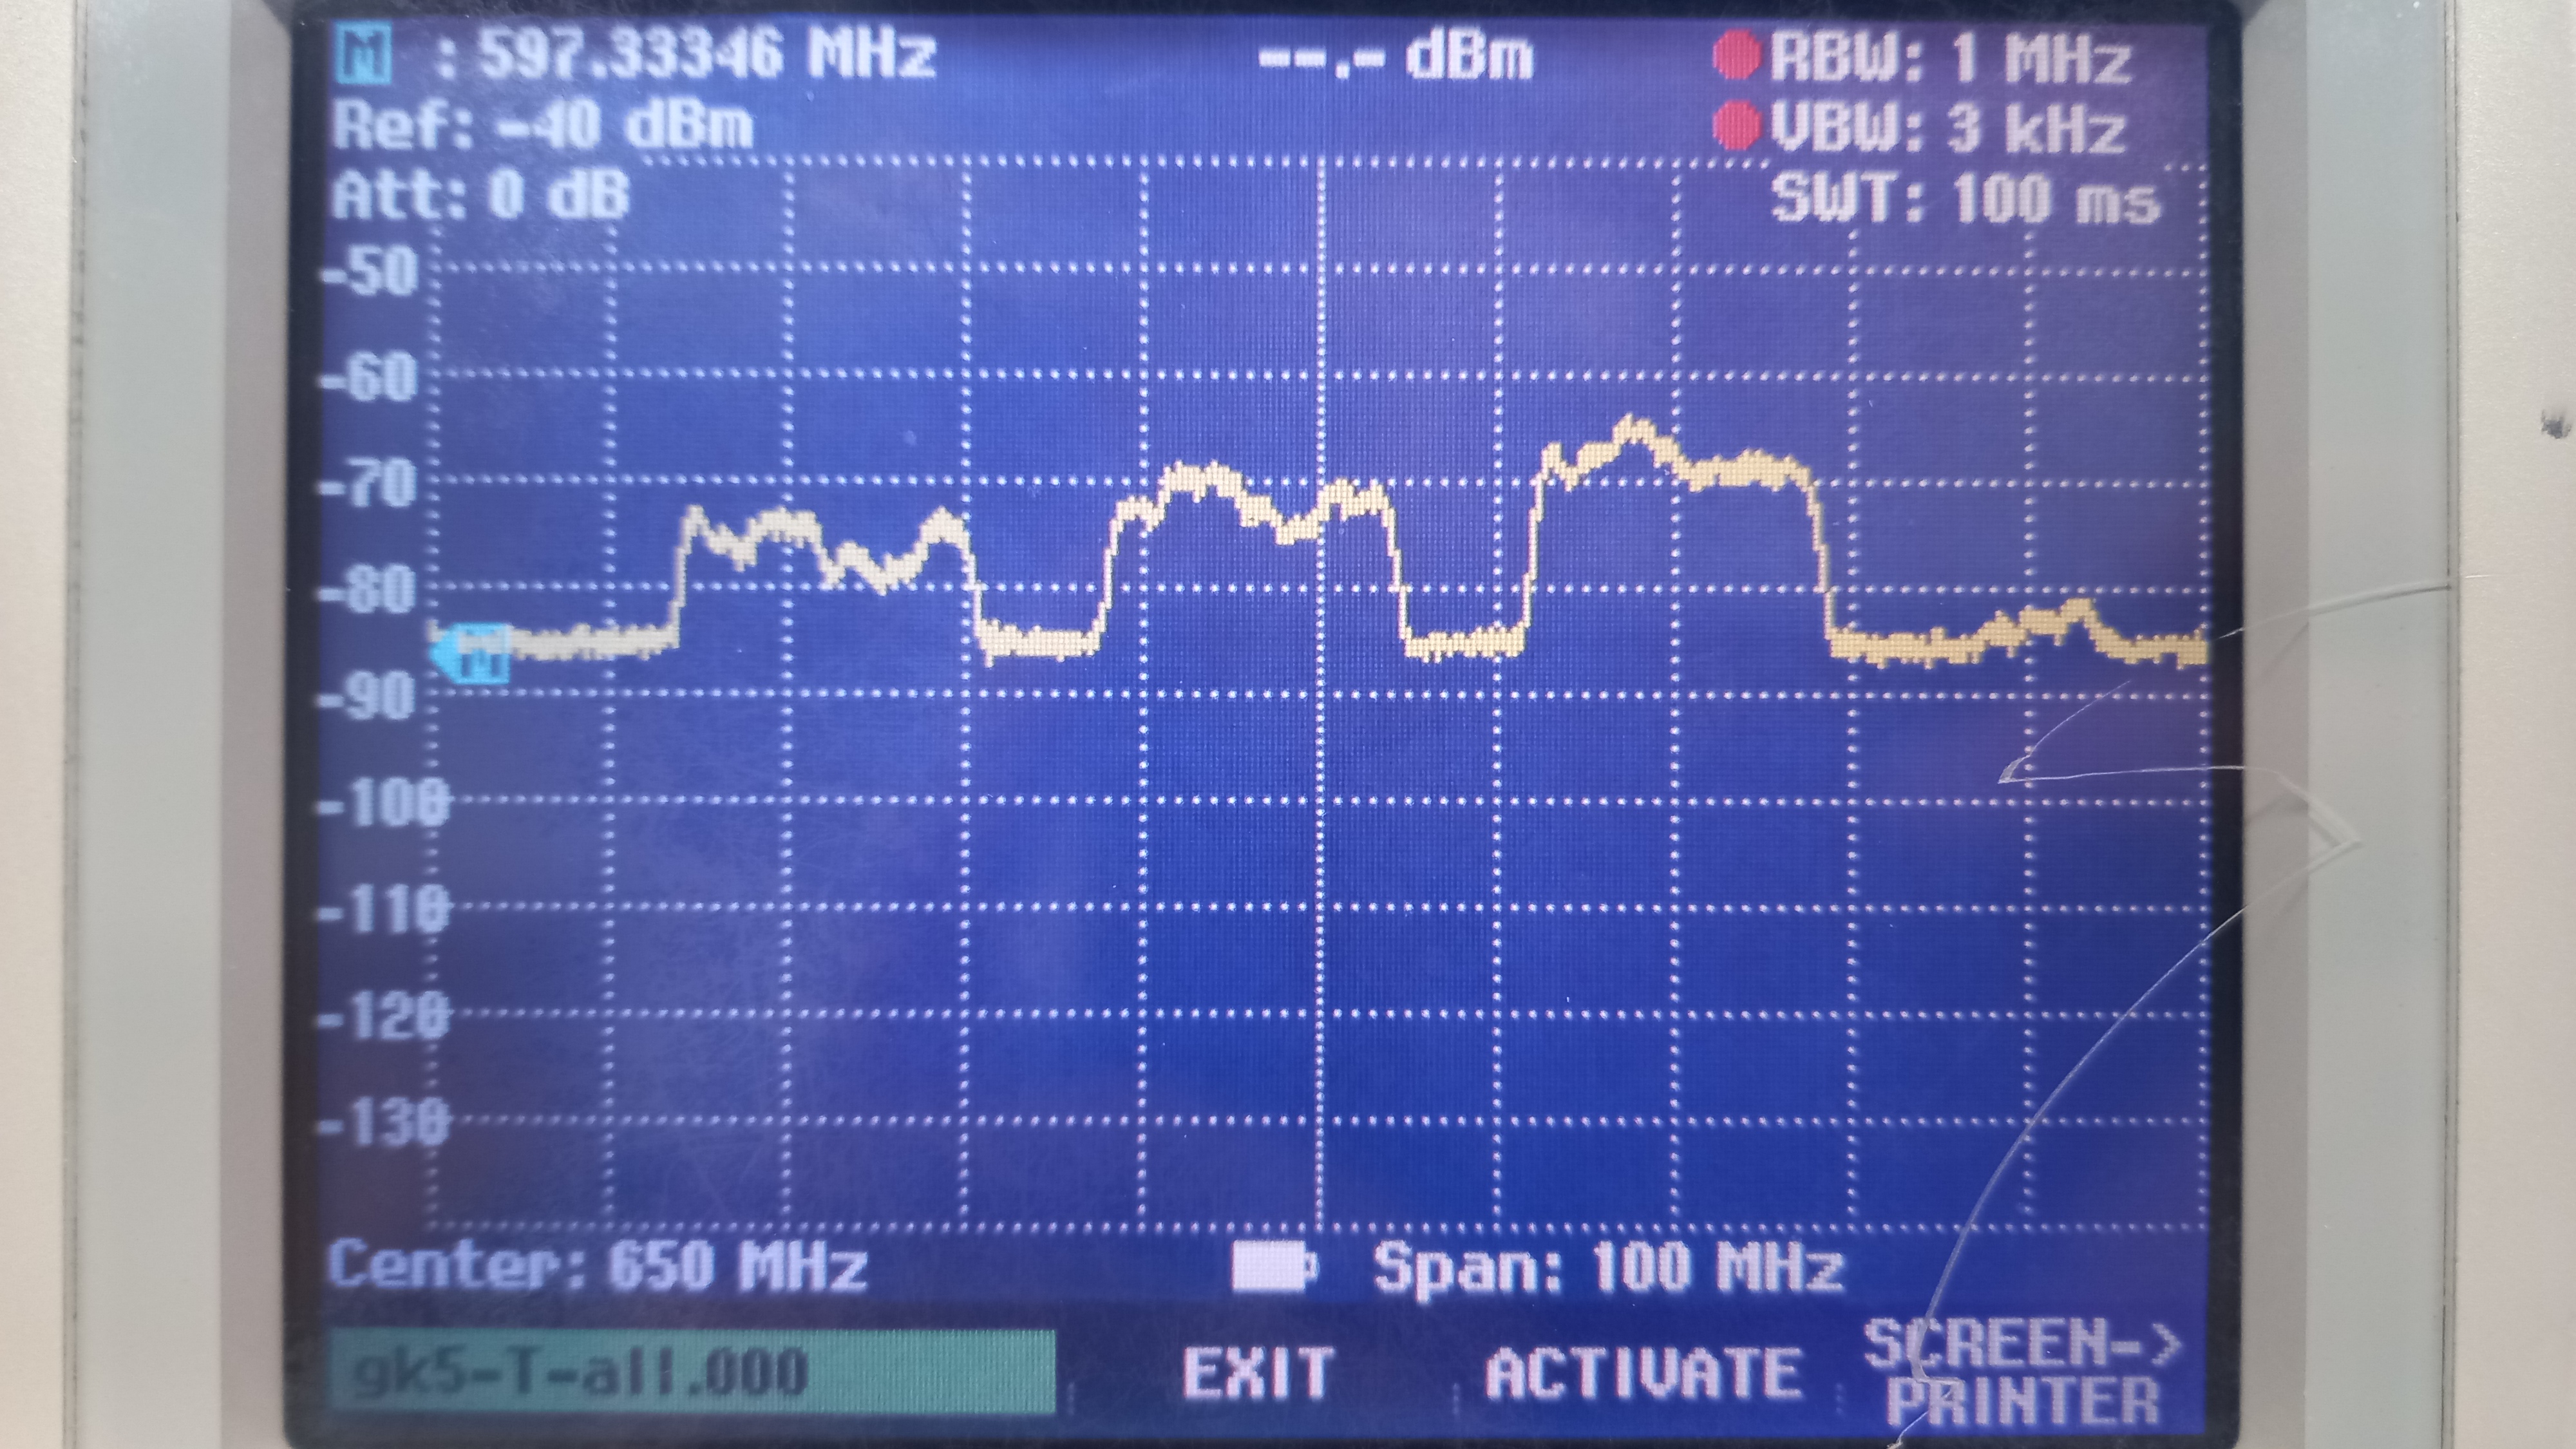 M : 597.33346 MHz --.- dBm RBW: 1 MHz
Ref: -40 dBm VBW: 3 kHz
Att: 0 dB SWT: 100 ms
-50
-60
-70
-80
M
-90
-100
-110
-120
-130
Center: 650 MHz Span: 100 MHz
gk5-T-all.000 EXIT ACTIVATE SCREEN->
PRINTER